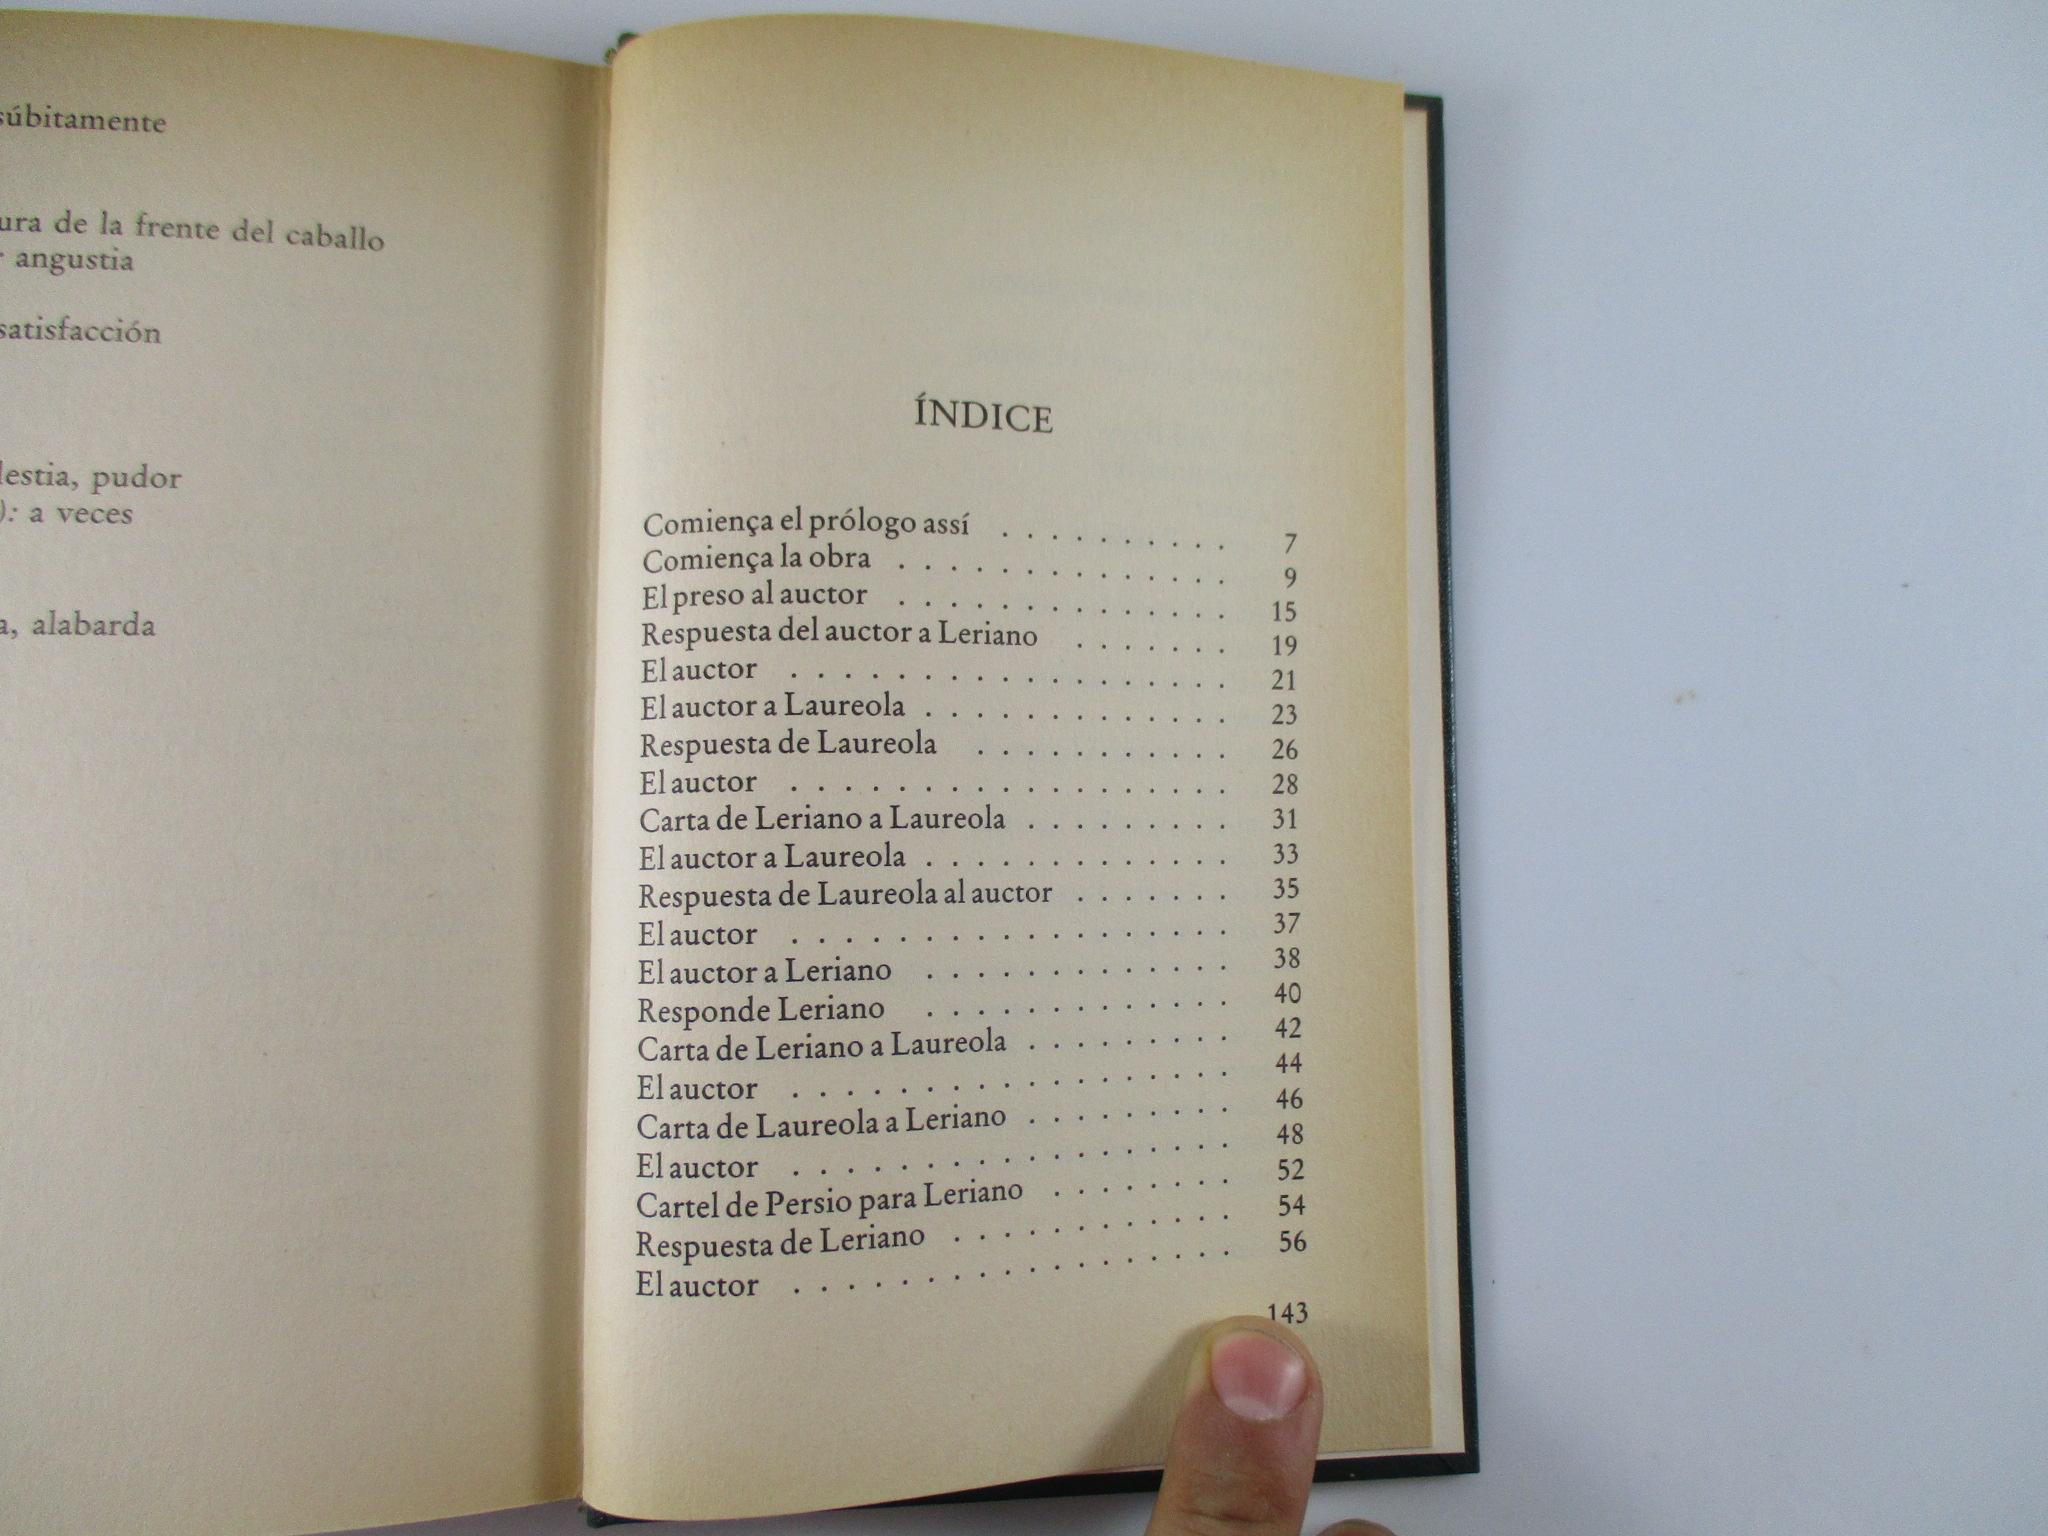 súbitamente
ura de la frente del caballo
angustia
satisfacción
lestia, pudor
): a veces
a, alabarda
ÍNDICE
Comiença el prólogo assí . . . . . . . . . . 7
Comiença la obra . . . . . . . . . . . . . 9
El preso al auctor . . . . . . . . . . . . . 15
Respuesta del auctor a Leriano . . . . . . . 19
El auctor . . . . . . . . . . . . . . . . . 21
El auctor a Laureola . . . . . . . . . . . . 23
Respuesta de Laureola . . . . . . . . . . . 26
El auctor . . . . . . . . . . . . . . . . . 28
Carta de Leriano a Laureola . . . . . . . . . 31
El auctor a Laureola . . . . . . . . . . . . 33
Respuesta de Laureola al auctor . . . . . . . 35
El auctor . . . . . . . . . . . . . . . . . 37
El auctor a Leriano . . . . . . . . . . . . 38
Responde Leriano . . . . . . . . . . . . 40
Carta de Leriano a Laureola . . . . . . . . . 42
El auctor . . . . . . . . . . . . . . . . . 44
Carta de Laureola a Leriano . . . . . . . . . 46
El auctor . . . . . . . . . . . . . . . . . 48
Cartel de Persio para Leriano . . . . . . . . 52
Respuesta de Leriano . . . . . . . . . . . 54
El auctor . . . . . . . . . . . . . . . . . 56
143